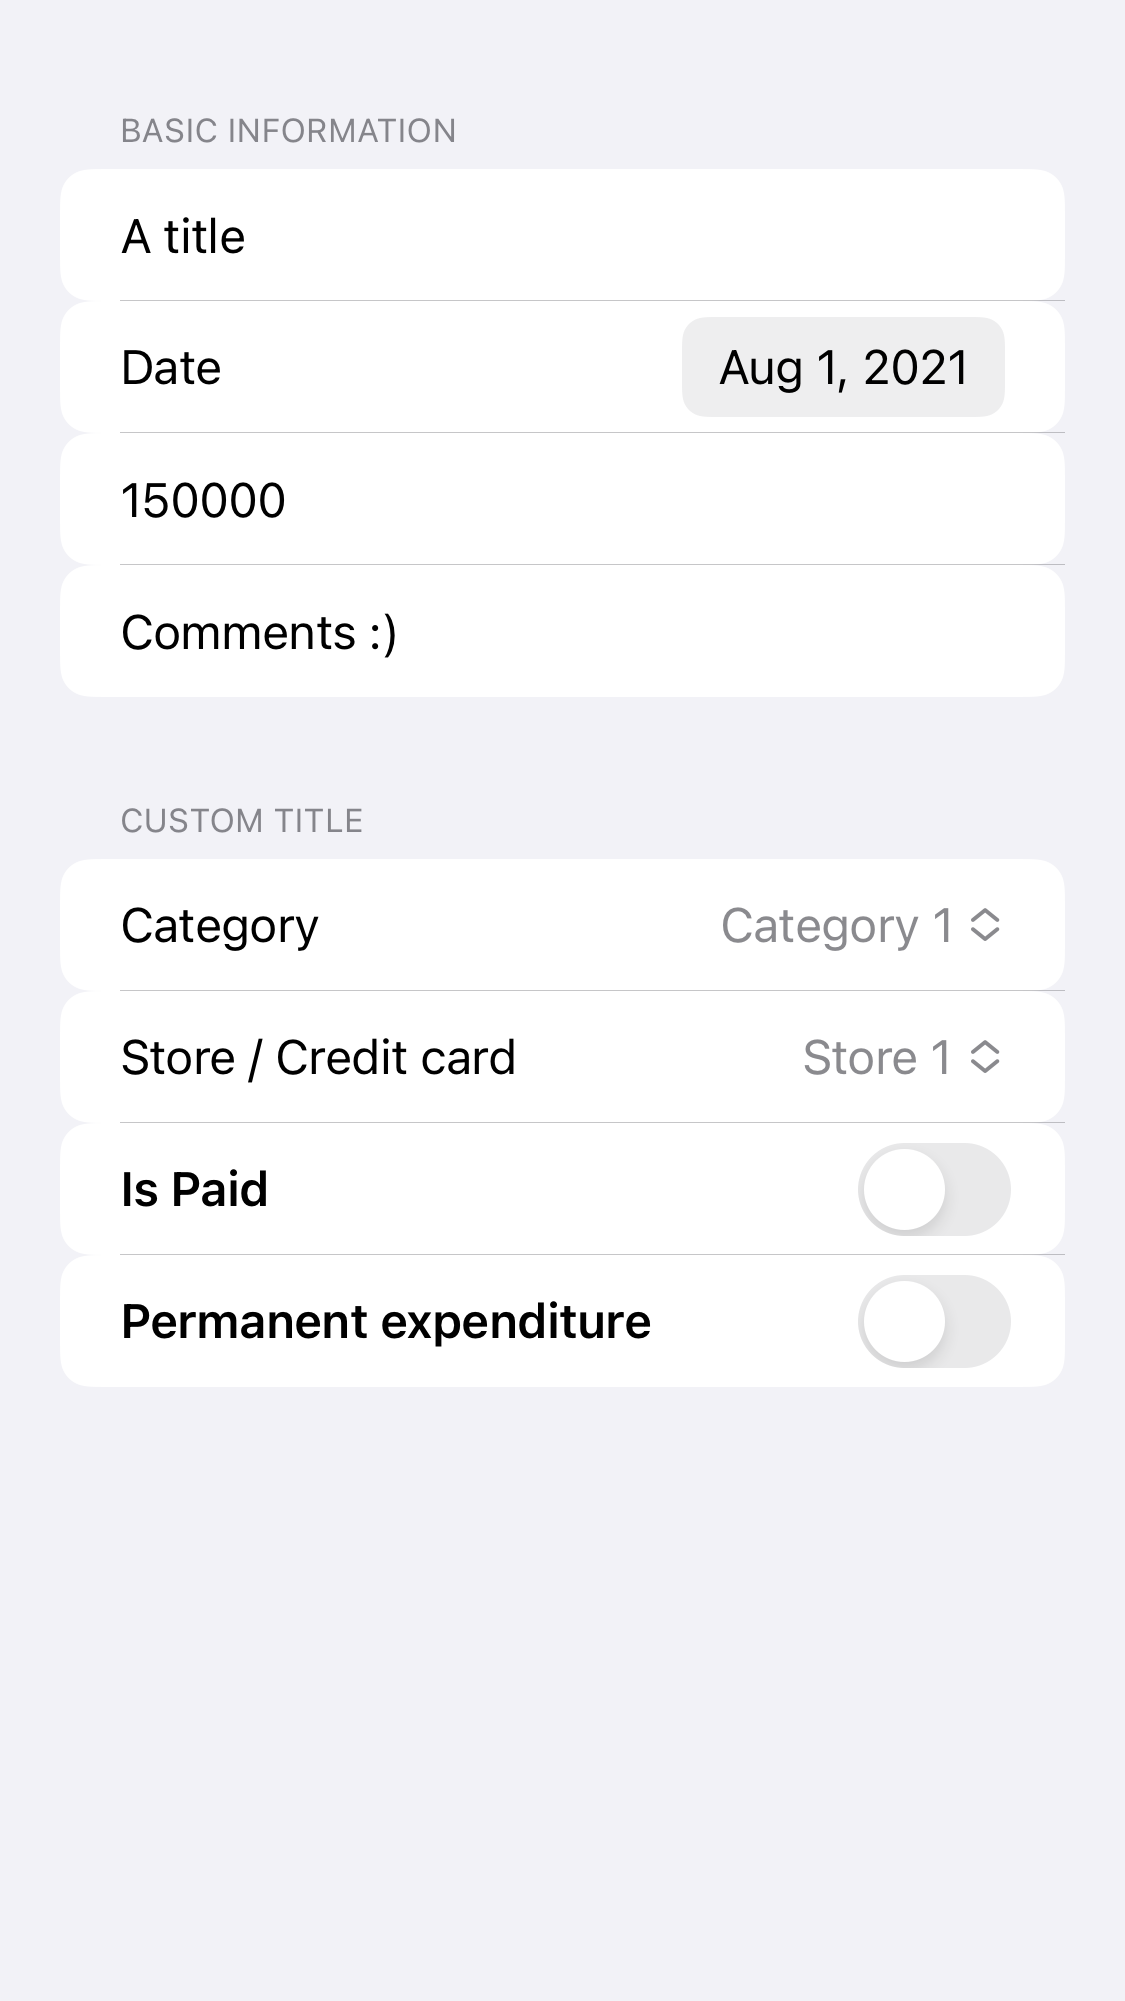 BASIC INFORMATION
A title
Date Aug 1, 2021
150000
Comments :)
CUSTOM TITLE
Category Category 1
Store / Credit card Store 1
Is Paid
Permanent expenditure